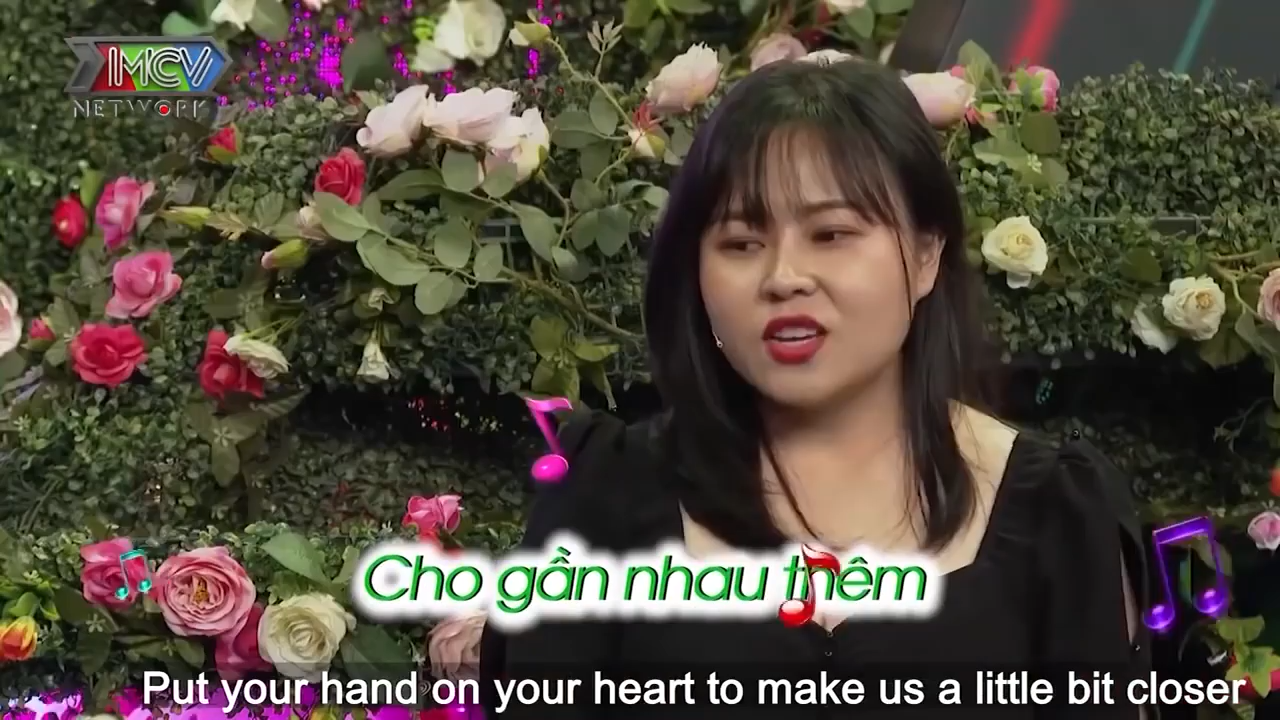 MCV
NETWORK
Cho gần nhau thêm
Put your hand on your heart to make us a little bit closer